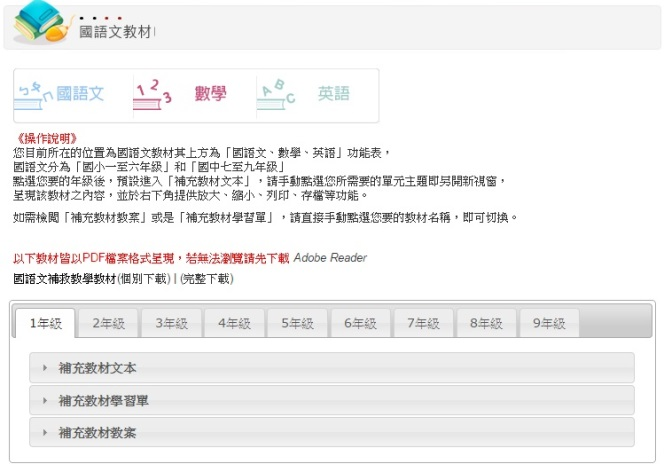 國語文教材
ㄅㄆㄇ 國語文 123 數學 ABC 英語
《操作說明》
您目前所在的位置為國語文教材其上方為「國語文、數學、英語」功能表，
國語文分為「國小一至六年級」和「國中七至九年級」
點選您要的年級後，預設進入「補充教材文本」，請手動點選您所需要的單元主題即另開新視窗，
呈現該教材之內容，並於右下角提供放大、縮小、列印、存檔等功能。
如需檢閱「補充教材教案」或是「補充教材學習單」，請直接手動點選您要的教材名稱，即可切換。
以下教材皆以PDF檔案格式呈現，若無法瀏覽請先下載 Adobe Reader
國語文補救教學教材(個別下載) | (完整下載)
1年級 2年級 3年級 4年級 5年級 6年級 7年級 8年級 9年級
補充教材文本
補充教材學習單
補充教材教案